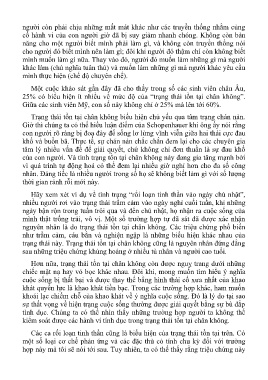 người còn phải chịu những mất mát khác như các truyền thống nhằm củng
cố hành vi của con người giờ đã bị suy giảm nhanh chóng. Không còn bản
năng cho một người biết mình phải làm gì, và không còn truyền thống nói
cho người đó biết mình nên làm gì; đôi khi người đó thậm chí còn không biết
mình muốn làm gì nữa. Thay vào đó, người đó muốn làm những gì mà người
khác làm (chủ nghĩa tuân thủ) và muốn làm những gì mà người khác yêu cầu
mình thực hiện (chế độ chuyên chế).
Một cuộc khảo sát gần đây đã cho thấy trong số các sinh viên châu Âu,
25% có biểu hiện ít nhiều về mức độ của "trạng thái tồn tại chân không".
Giữa các sinh viên Mỹ, con số này không chỉ ở 25% mà lên tới 60%.
Trạng thái tồn tại chân không biểu hiện chủ yếu qua tâm trạng chán nản.
Giờ thì chúng ta có thể hiểu luận điểm của Schopenhauer khi ông ấy nói rằng
con người rõ ràng bị đọa đày để sống lơ lửng vĩnh viễn giữa hai thái cực đau
khổ và buồn tẻ. Thực tế, sự chán nản chắc chắn đem lại cho các chuyên gia
tâm lý nhiều vấn đề để giải quyết, chứ không chỉ đơn thuần là sự đau khổ
của con người. Và tình trạng tồn tại chân không này đang gia tăng mạnh bởi
vì quá trình tự động hoá có thể đem lại nhiều giờ nghỉ hơn cho đa số công
nhân. Đáng tiếc là nhiều người trong số họ sẽ không biết làm gì với số lượng
thời gian rảnh rỗi mới này.
Hãy xem xét ví dụ về tình trạng "rối loạn tinh thần vào ngày chủ nhật",
nhiều người rơi vào trạng thái trầm cảm vào ngày nghỉ cuối tuần, khi những
ngày bận rộn trong tuần trôi qua và đến chủ nhật, họ nhận ra cuộc sống của
mình thật trống trải, vô vị. Một số trường hợp tự đã sát đã được xác nhận
nguyên nhân là do trạng thái tồn tại chân không. Các triệu chứng phổ biến
như trầm cảm, cáu bẳn và nghiện ngập là những biểu hiện khác nhau của
trạng thái này. Trạng thái tồn tại chân không cũng là nguyên nhân đứng đằng
sau những triệu chứng khủng hoảng ở nhiều tù nhân và người cao tuổi.
Hơn nữa, trạng thái tồn tại chân không còn được ngụy trang dưới những
chiếc mặt nạ hay vỏ bọc khác nhau. Đôi khi, mong muốn tìm hiểu ý nghĩa
cuộc sống bị thất bại và được thay thế bằng hình thái cố xưa nhất của khao
khát quyền lực là khao khát tiền bạc. Trong các trường hợp khác, ham muốn
khoái lạc chiếm chỗ của khao khát về ý nghĩa cuộc sống. Đó là lý do tại sao
sự thất vọng về hiện trạng cuộc sống thường được giải quyết bằng sự bù đắp
tình dục. Chúng ta có thể nhìn thấy những trường hợp người ta không thể
kiểm soát được các hành vi tình dục trong trạng thái tồn tại chân không.
Các ca rối loạn tinh thần cũng là biểu hiện của trạng thái tồn tại trên. Có
một số loại cơ chế phản ứng và các đặc thù có tính chu kỳ đối với trường
hợp này mà tôi sẽ nói tới sau. Tuy nhiên, ta có thể thấy rằng triệu chứng này